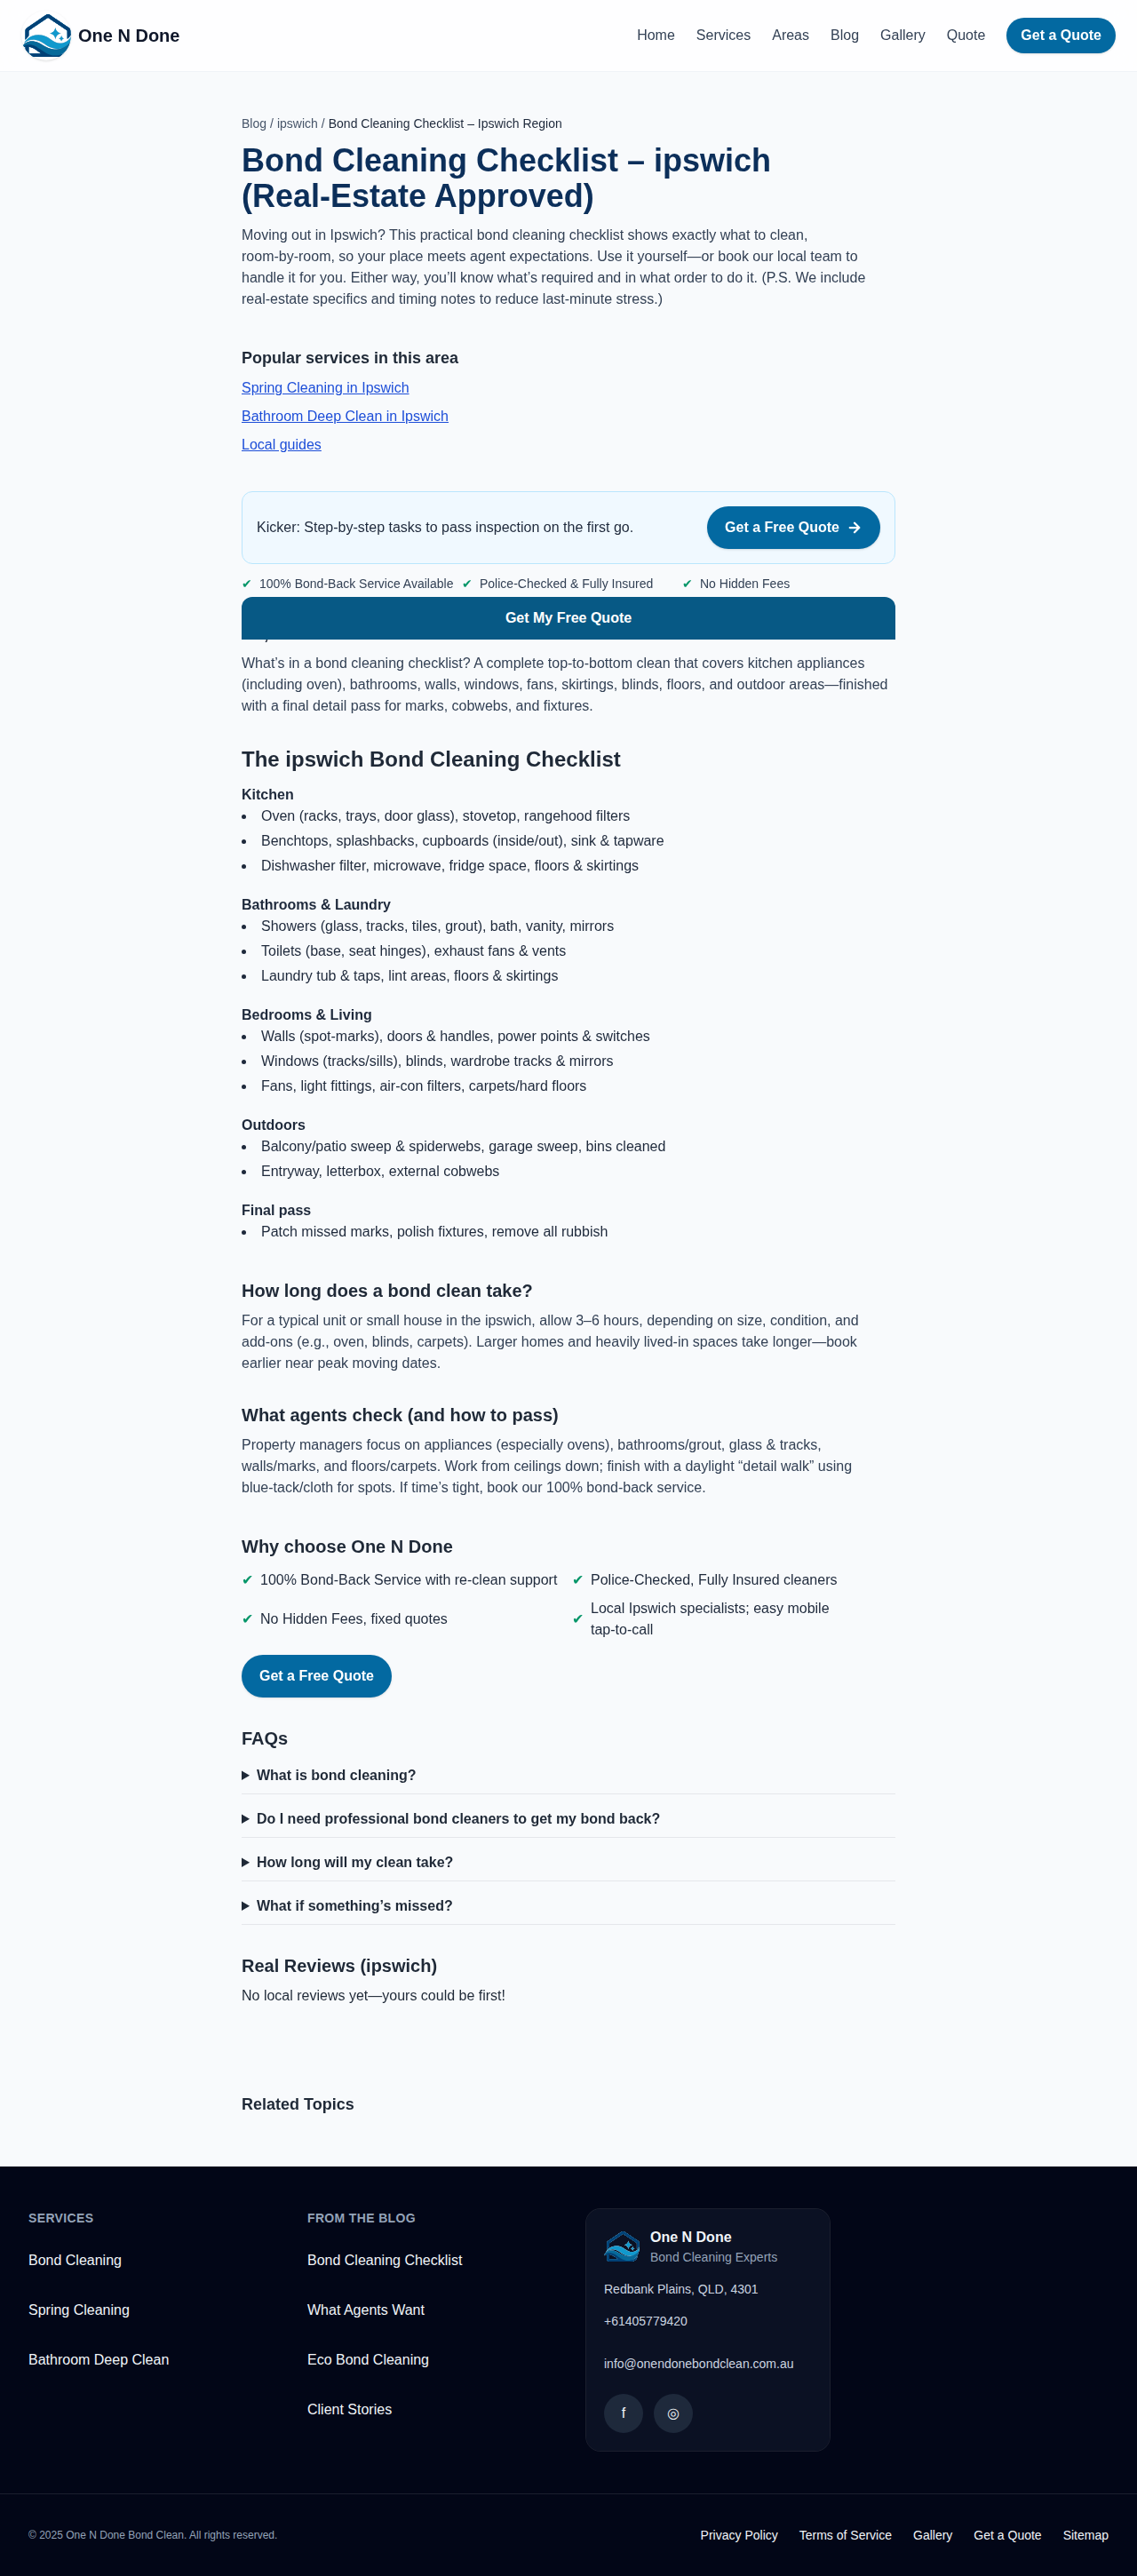 One N Done
Home Services Areas Blog Gallery Quote Get a Quote
Blog / ipswich / Bond Cleaning Checklist – Ipswich Region
Bond Cleaning Checklist – ipswich
(Real-Estate Approved)
Moving out in Ipswich? This practical bond cleaning checklist shows exactly what to clean,
room-by-room, so your place meets agent expectations. Use it yourself—or book our local team to
handle it for you. Either way, you’ll know what’s required and in what order to do it. (P.S. We include
real-estate specifics and timing notes to reduce last-minute stress.)
Popular services in this area
Spring Cleaning in Ipswich
Bathroom Deep Clean in Ipswich
Local guides
Kicker: Step-by-step tasks to pass inspection on the first go.
Get a Free Quote →
✔ 100% Bond-Back Service Available ✔ Police-Checked & Fully Insured ✔ No Hidden Fees
Get My Free Quote
What’s in a bond cleaning checklist? A complete top-to-bottom clean that covers kitchen appliances
(including oven), bathrooms, walls, windows, fans, skirtings, blinds, floors, and outdoor areas—finished
with a final detail pass for marks, cobwebs, and fixtures.
The ipswich Bond Cleaning Checklist
Kitchen
• Oven (racks, trays, door glass), stovetop, rangehood filters
• Benchtops, splashbacks, cupboards (inside/out), sink & tapware
• Dishwasher filter, microwave, fridge space, floors & skirtings
Bathrooms & Laundry
• Showers (glass, tracks, tiles, grout), bath, vanity, mirrors
• Toilets (base, seat hinges), exhaust fans & vents
• Laundry tub & taps, lint areas, floors & skirtings
Bedrooms & Living
• Walls (spot-marks), doors & handles, power points & switches
• Windows (tracks/sills), blinds, wardrobe tracks & mirrors
• Fans, light fittings, air-con filters, carpets/hard floors
Outdoors
• Balcony/patio sweep & spiderwebs, garage sweep, bins cleaned
• Entryway, letterbox, external cobwebs
Final pass
• Patch missed marks, polish fixtures, remove all rubbish
How long does a bond clean take?
For a typical unit or small house in the ipswich, allow 3–6 hours, depending on size, condition, and
add-ons (e.g., oven, blinds, carpets). Larger homes and heavily lived-in spaces take longer—book
earlier near peak moving dates.
What agents check (and how to pass)
Property managers focus on appliances (especially ovens), bathrooms/grout, glass & tracks,
walls/marks, and floors/carpets. Work from ceilings down; finish with a daylight “detail walk” using
blue-tack/cloth for spots. If time’s tight, book our 100% bond-back service.
Why choose One N Done
✔ 100% Bond-Back Service with re-clean support
✔ Police-Checked, Fully Insured cleaners
✔ No Hidden Fees, fixed quotes
✔ Local Ipswich specialists; easy mobile
tap-to-call
Get a Free Quote
FAQs
▶ What is bond cleaning?
▶ Do I need professional bond cleaners to get my bond back?
▶ How long will my clean take?
▶ What if something’s missed?
Real Reviews (ipswich)
No local reviews yet—yours could be first!
Related Topics
SERVICES
Bond Cleaning
Spring Cleaning
Bathroom Deep Clean
FROM THE BLOG
Bond Cleaning Checklist
What Agents Want
Eco Bond Cleaning
Client Stories
One N Done
Bond Cleaning Experts
Redbank Plains, QLD, 4301
+61405779420
info@onendonebondclean.com.au
f ◎
© 2025 One N Done Bond Clean. All rights reserved.
Privacy Policy Terms of Service Gallery Get a Quote Sitemap